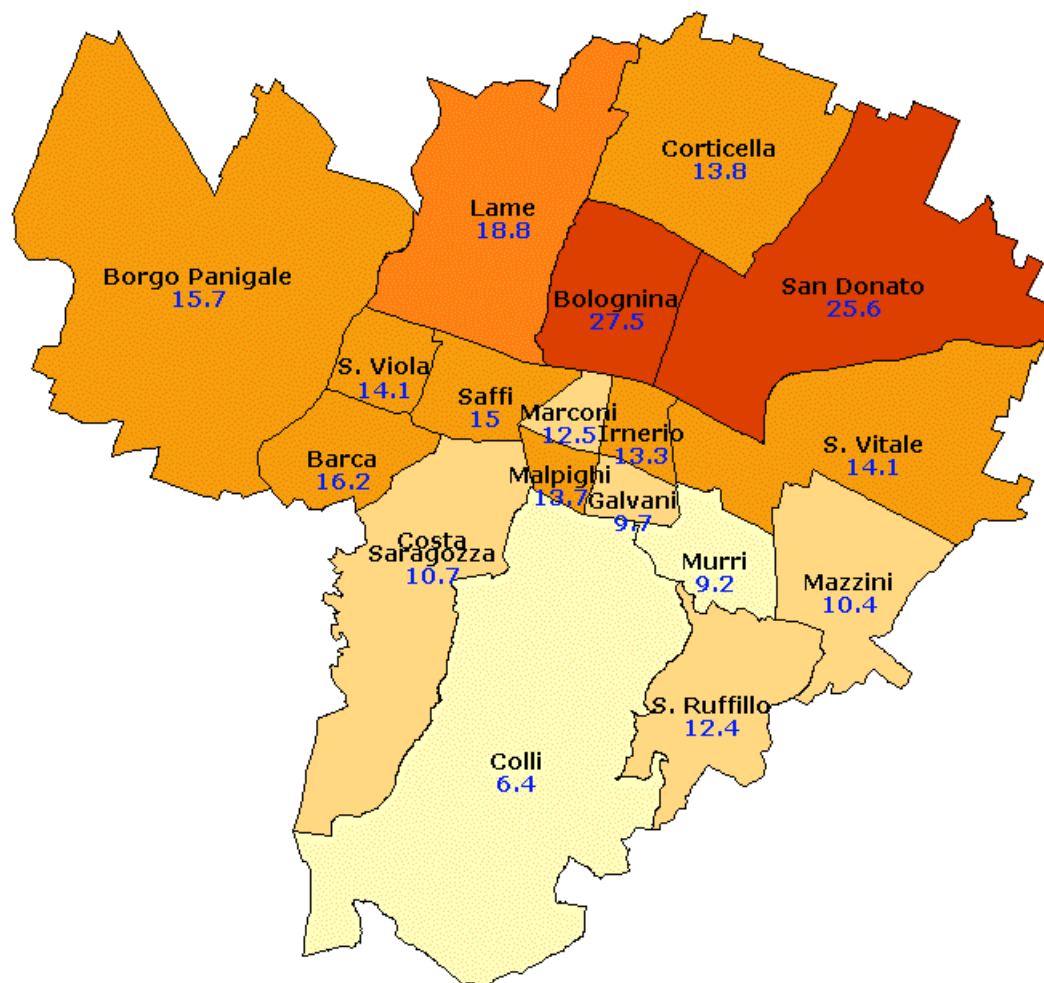 Corticella
13.8
Lame
18.8
Borgo Panigale
15.7
Bolognina
27.5
San Donato
25.6
S. Viola
14.1
Saffi
15
Marconi
12.5
Irnerio
13.3
S. Vitale
14.1
Barca
16.2
Malpighi
13.7
Galvani
9.7
Costa
Saragozza
10.7
Murri
9.2
Mazzini
10.4
S. Ruffillo
12.4
Colli
6.4